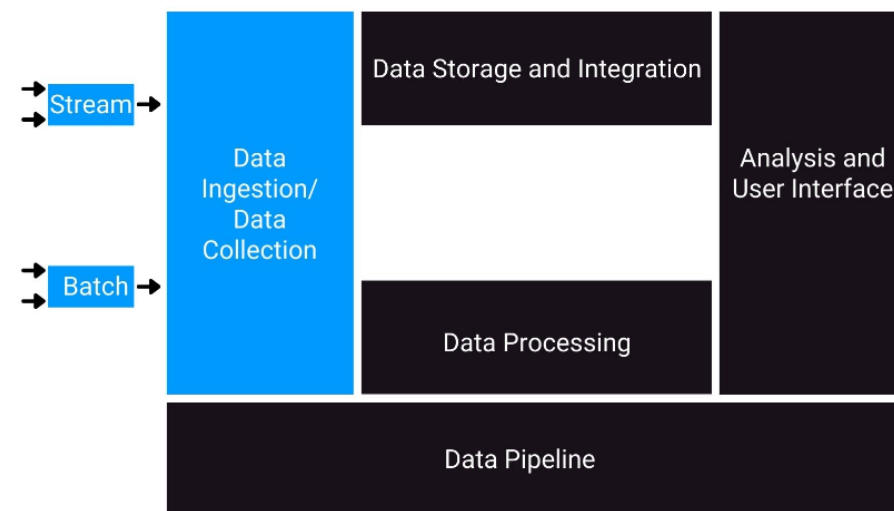 Stream
Batch
Data
Ingestion/
Data
Collection
Data Storage and Integration
Data Processing
Analysis and
User Interface
Data Pipeline